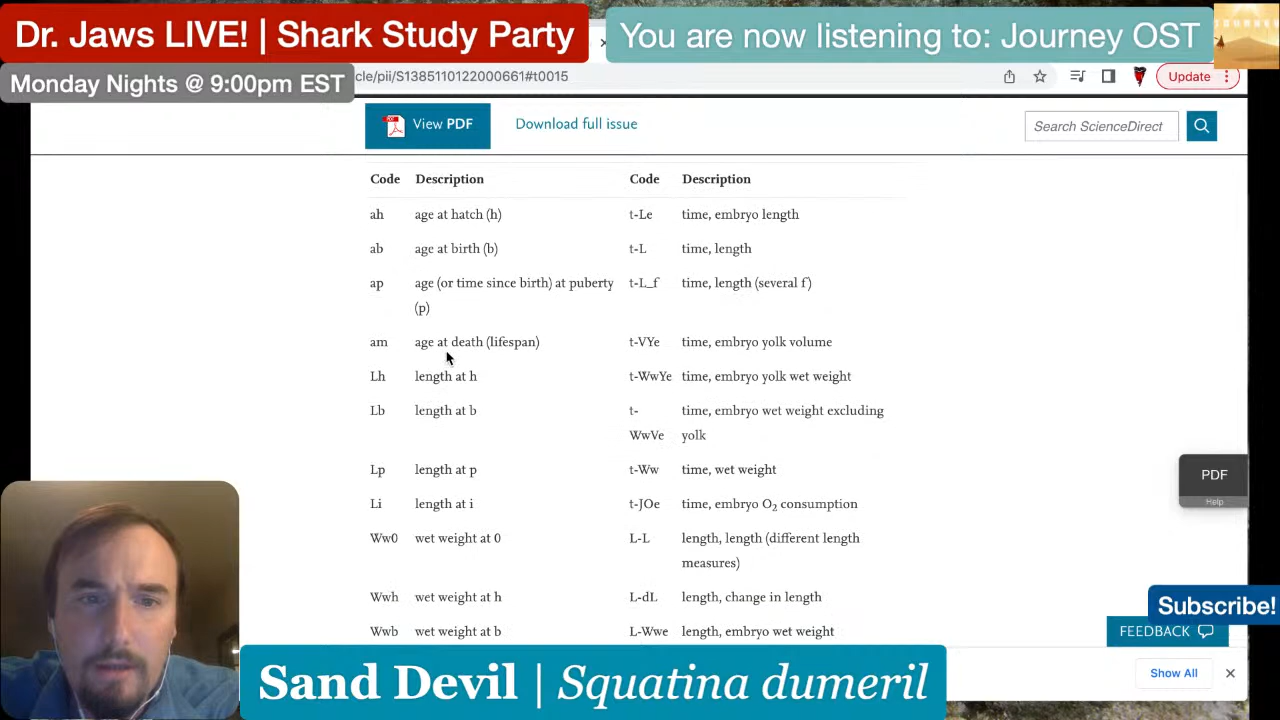 Dr. Jaws LIVE! | Shark Study Party
You are now listening to: Journey OST
Monday Nights @ 9:00pm EST
cle/pii/S1385110122000661#t0015
Update
View PDF
Download full issue
Search ScienceDirect
Code Description Code Description
ah age at hatch (h) t-Le time, embryo length
ab age at birth (b) t-L time, length
ap age (or time since birth) at puberty t-L_f time, length (several f)
(p)
am age at death (lifespan) t-VYe time, embryo yolk volume
Lh length at h t-WwYe time, embryo yolk wet weight
Lb length at b t- time, embryo wet weight excluding
WwVe yolk
Lp length at p t-Ww time, wet weight
Li length at i t-JOe time, embryo O₂ consumption
Ww0 wet weight at 0 L-L length, length (different length
measures)
Wwh wet weight at h L-dL length, change in length
Wwb wet weight at b L-Wwe length, embryo wet weight
PDF
Help
Subscribe!
FEEDBACK
Show All
Sand Devil | Squatina dumeril